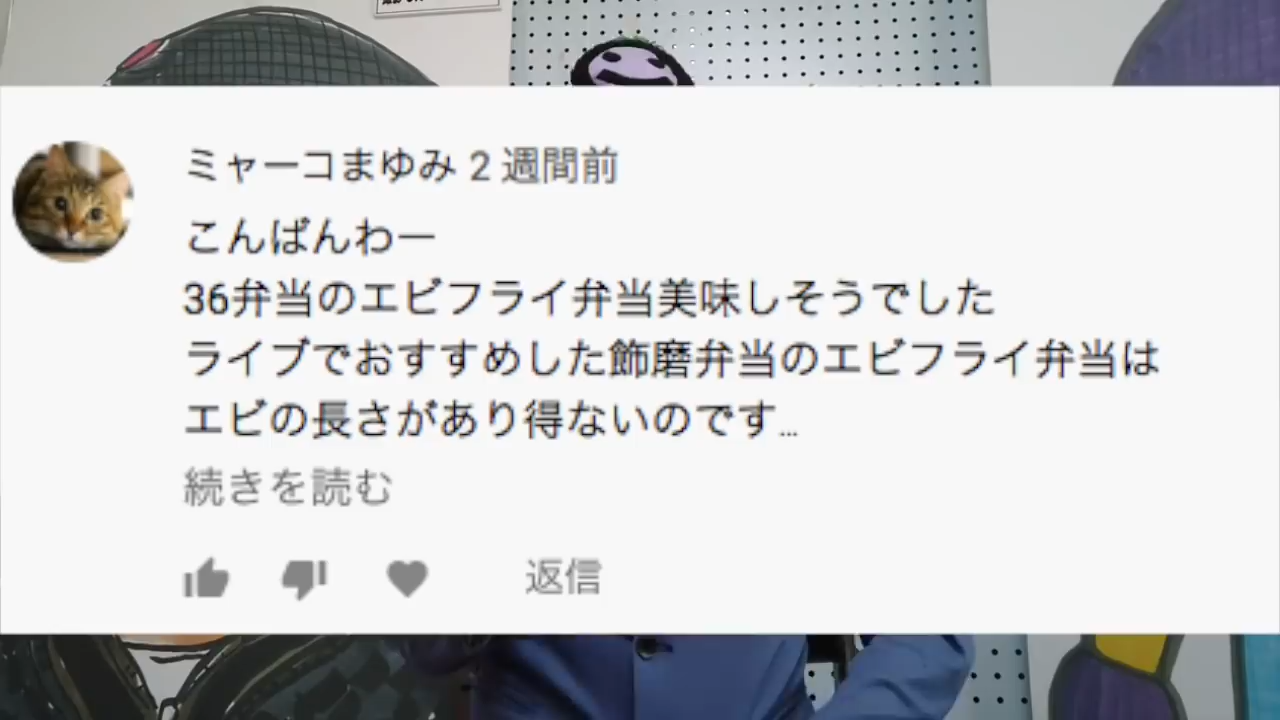 ミャーコまゆみ 2 週間前
こんばんわー
36弁当のエビフライ弁当美味しそうでした
ライブでおすすめした飾磨弁当のエビフライ弁当は
エビの長さがあり得ないのです…
続きを読む
返信